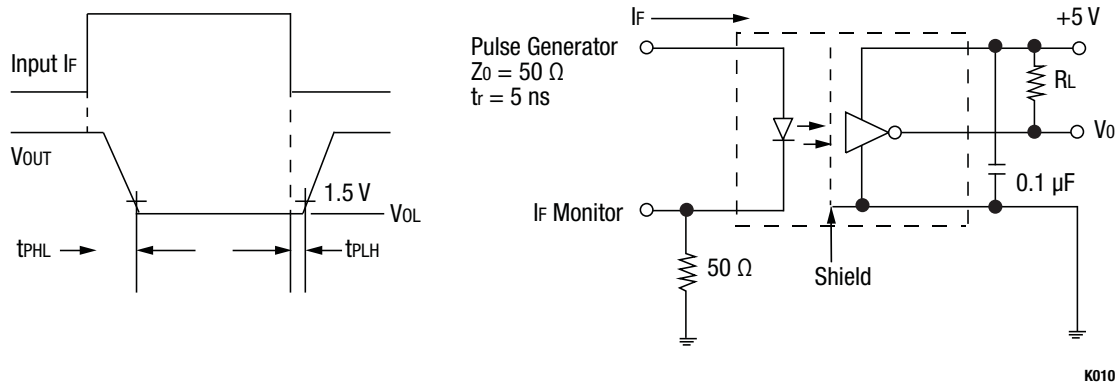 Input IF
VOUT
1.5 V
VOL
tPHL
tPLH
IF
Pulse Generator
Z0 = 50 Ω
tr = 5 ns
IF Monitor
50 Ω
Shield
+5 V
RL
VO
0.1 µF
K010